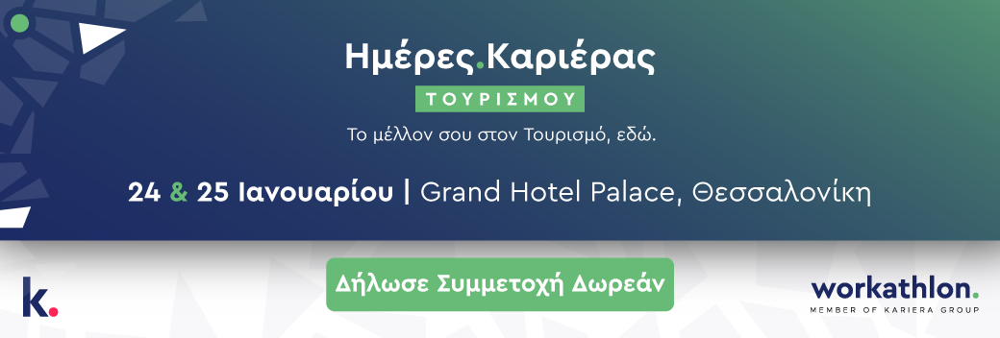 Ημέρες.Καριέρας
ΤΟΥΡΙΣΜΟΥ
Το μέλλον σου στον Τουρισμό, εδώ.
24 & 25 Ιανουαρίου | Grand Hotel Palace, Θεσσαλονίκη
Δήλωσε Συμμετοχή Δωρεάν
k.
workathlon.
MEMBER OF KARIERA GROUP